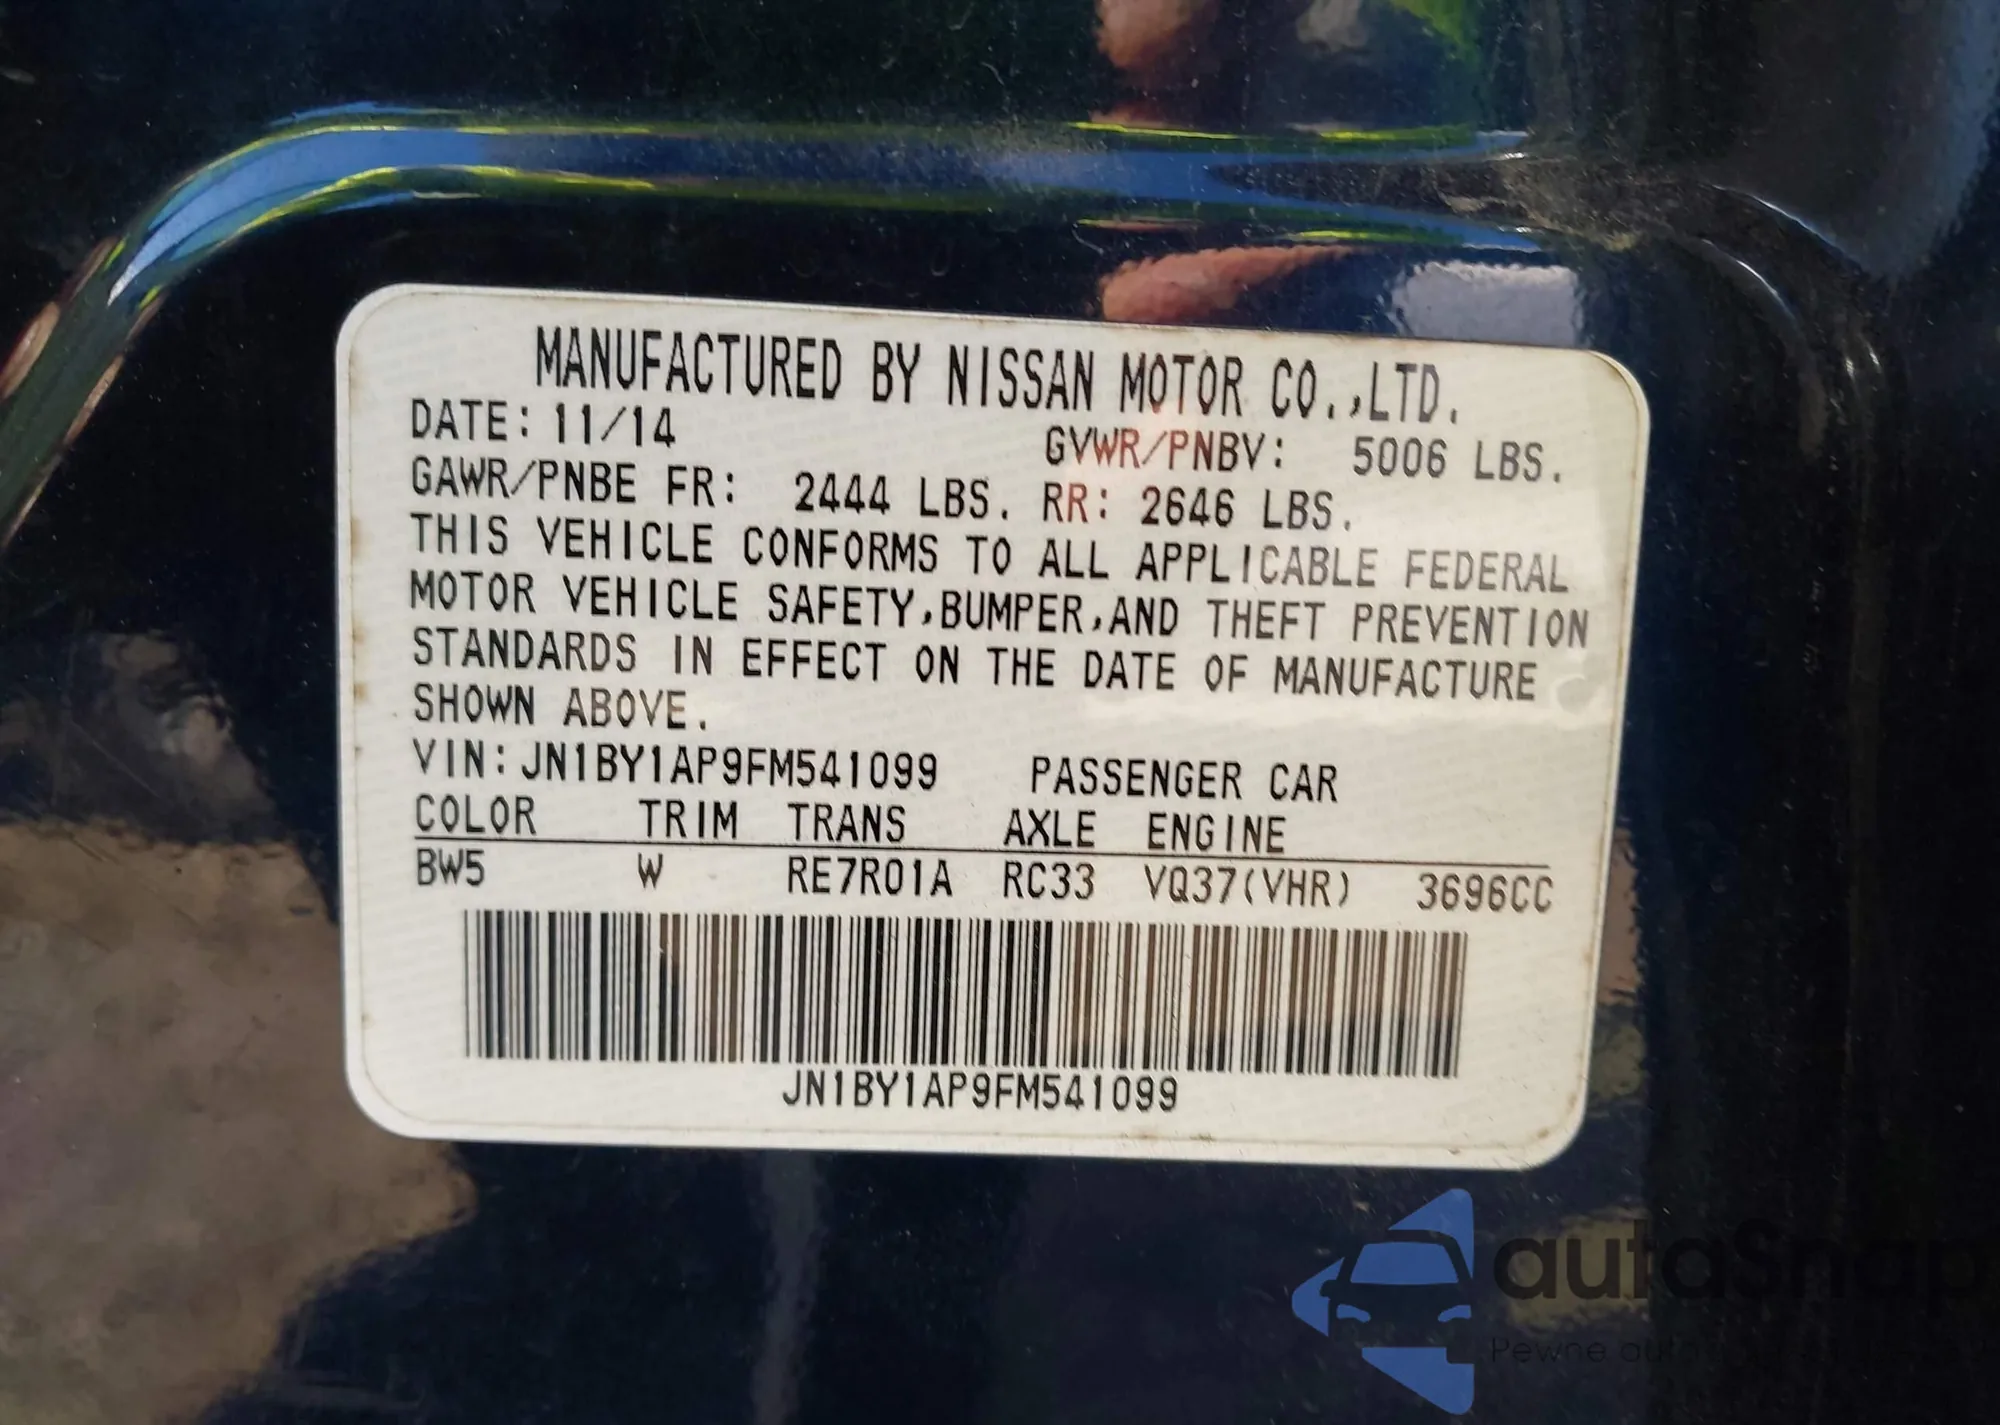 MANUFACTURED BY NISSAN MOTOR CO.,LTD.
DATE: 11/14 GVWR/PNBV: 5006 LBS.
GAWR/PNBE FR: 2444 LBS. RR: 2646 LBS.
THIS VEHICLE CONFORMS TO ALL APPLICABLE FEDERAL
MOTOR VEHICLE SAFETY,BUMPER,AND THEFT PREVENTION
STANDARDS IN EFFECT ON THE DATE OF MANUFACTURE
SHOWN ABOVE.
VIN:JN1BY1AP9FM541099 PASSENGER CAR
COLOR TRIM TRANS AXLE ENGINE
BW5 W RE7R01A RC33 VQ37(VHR) 3696CC
JN1BY1AP9FM541099
autaSnap
Pewne auto